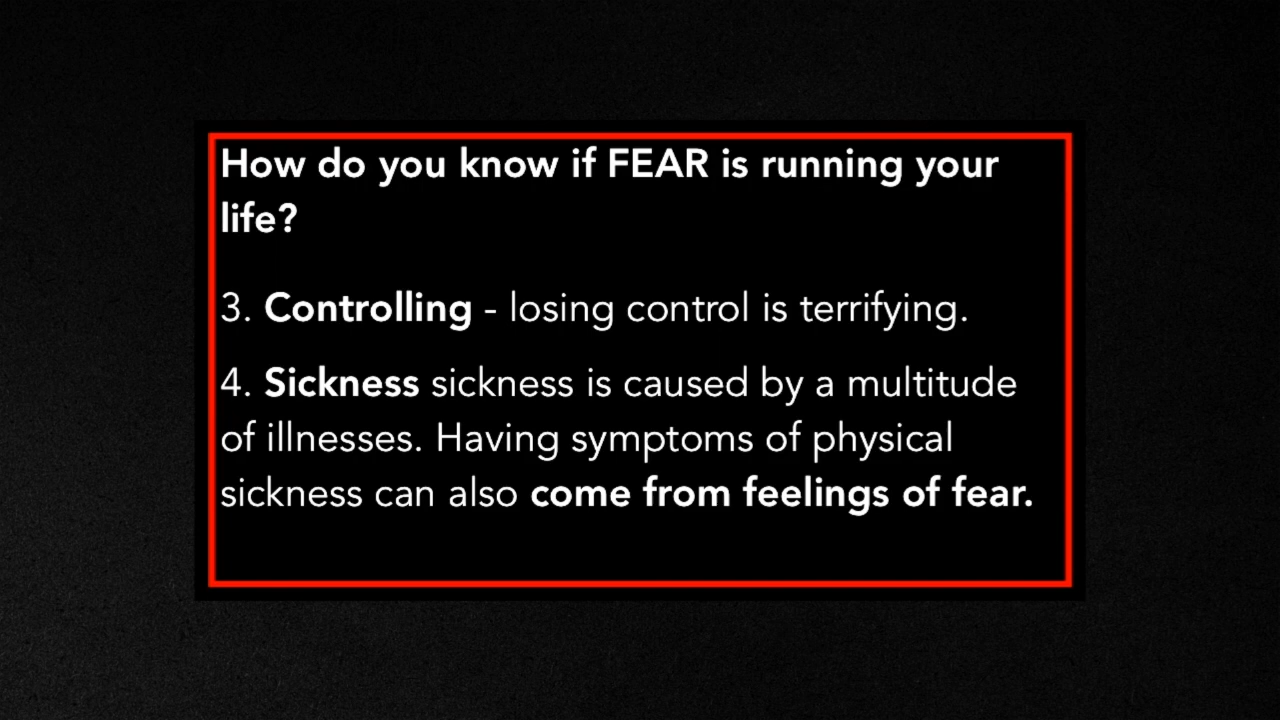 How do you know if FEAR is running your
life?
3. Controlling - losing control is terrifying.
4. Sickness sickness is caused by a multitude
of illnesses. Having symptoms of physical
sickness can also come from feelings of fear.